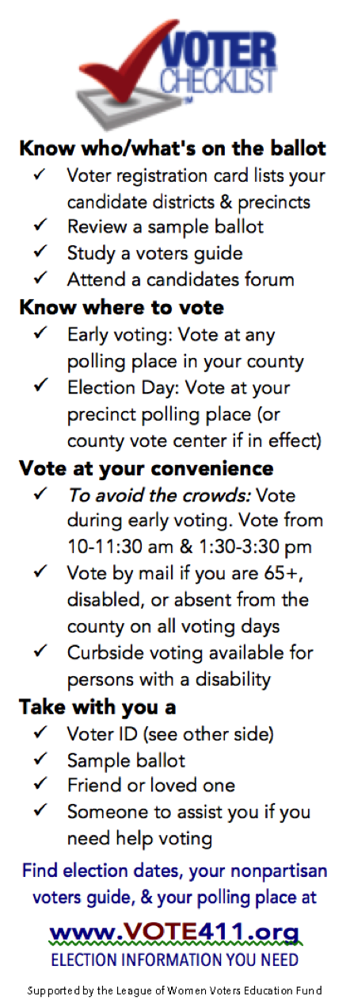 VOTER
CHECKLIST™
Know who/what's on the ballot
✓ Voter registration card lists your
candidate districts & precincts
✓ Review a sample ballot
✓ Study a voters guide
✓ Attend a candidates forum
Know where to vote
✓ Early voting: Vote at any
polling place in your county
✓ Election Day: Vote at your
precinct polling place (or
county vote center if in effect)
Vote at your convenience
✓ To avoid the crowds: Vote
during early voting. Vote from
10-11:30 am & 1:30-3:30 pm
✓ Vote by mail if you are 65+,
disabled, or absent from the
county on all voting days
✓ Curbside voting available for
persons with a disability
Take with you a
✓ Voter ID (see other side)
✓ Sample ballot
✓ Friend or loved one
✓ Someone to assist you if you
need help voting
Find election dates, your nonpartisan
voters guide, & your polling place at
www.VOTE411.org
ELECTION INFORMATION YOU NEED
Supported by the League of Women Voters Education Fund